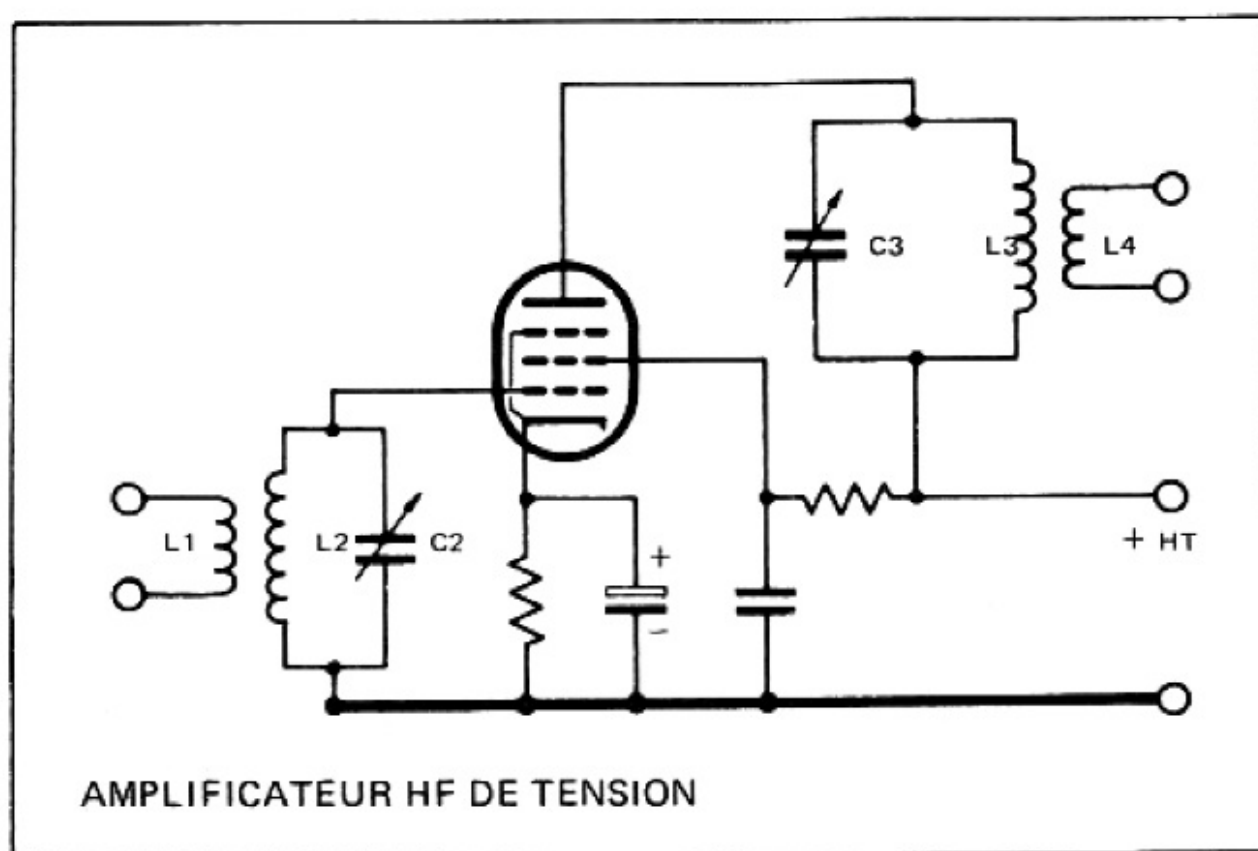 C3
L3
L4
L1
L2
C2
+
−
+ HT
AMPLIFICATEUR HF DE TENSION